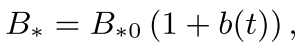 B_* = B_{*0} (1 + b(t)),